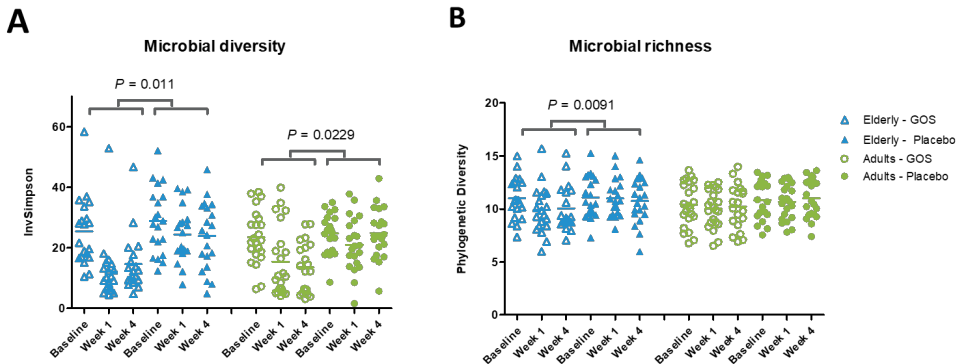 A
Microbial diversity
P = 0.011
P = 0.0229
InvSimpson
60
40
20
0
Baseline
Week 1
Week 4
Baseline
Week 1
Week 4
Baseline
Week 1
Week 4
Baseline
Week 1
Week 4
B
Microbial richness
P = 0.0091
Phylogenetic Diversity
20
15
10
5
0
Baseline
Week 1
Week 4
Baseline
Week 1
Week 4
Baseline
Week 1
Week 4
Baseline
Week 1
Week 4
Elderly - GOS
Elderly - Placebo
Adults - GOS
Adults - Placebo